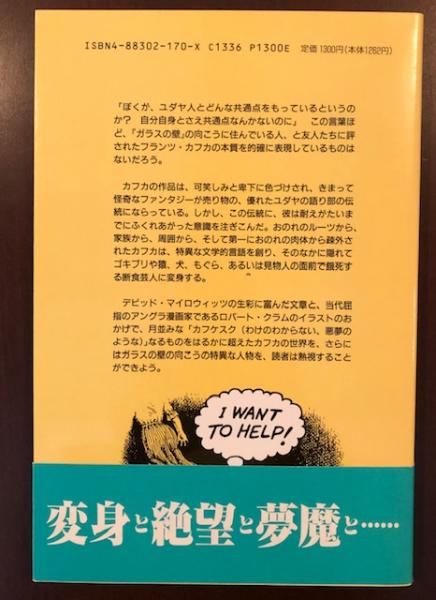 ISBN4-88302-170-X C1336 P1300E 定価1300円(本体1262円)
「ぼくが、ユダヤ人とどんな共通点をもっているというの
か? 自分自身とさえ共通点なんかないのに」 この言葉ほ
ど、「ガラスの壁」の向こうに住んでいる人、と友人たちに評
されたフランツ・カフカの本質を的確に表現しているものは
ないだろう。
カフカの作品は、可笑しみと卑下に色づけされ、きまって
怪奇なファンタジーが売り物の、優れたユダヤの語り部の伝
統にならっている。しかし、この伝統に、彼は耐えがたいま
でにふくれあがった意識を注ぎこんだ。おのれのルーツから、
家族から、周囲から、そして第一におのれの肉体から疎外さ
れたカフカは、特異な文学的言語を創り、そのなかに隠れて
ゴキブリや猿、犬、もぐら、あるいは見物人の面前で餓死す
る断食芸人に変身する。
デビッド・マイロウィッツの生彩に富んだ文章と、当代屈
指のアングラ漫画家であるロバート・クラムのイラストのお
かげで、月並みな「カフケスク(わけのわからない、悪夢の
ような)」なるものをはるかに超えたカフカの世界を、さらに
はガラスの壁の向こうの特異な人物を、読者は熟視すること
ができよう。
I WANT
TO HELP!
変身と絶望と夢魔と……